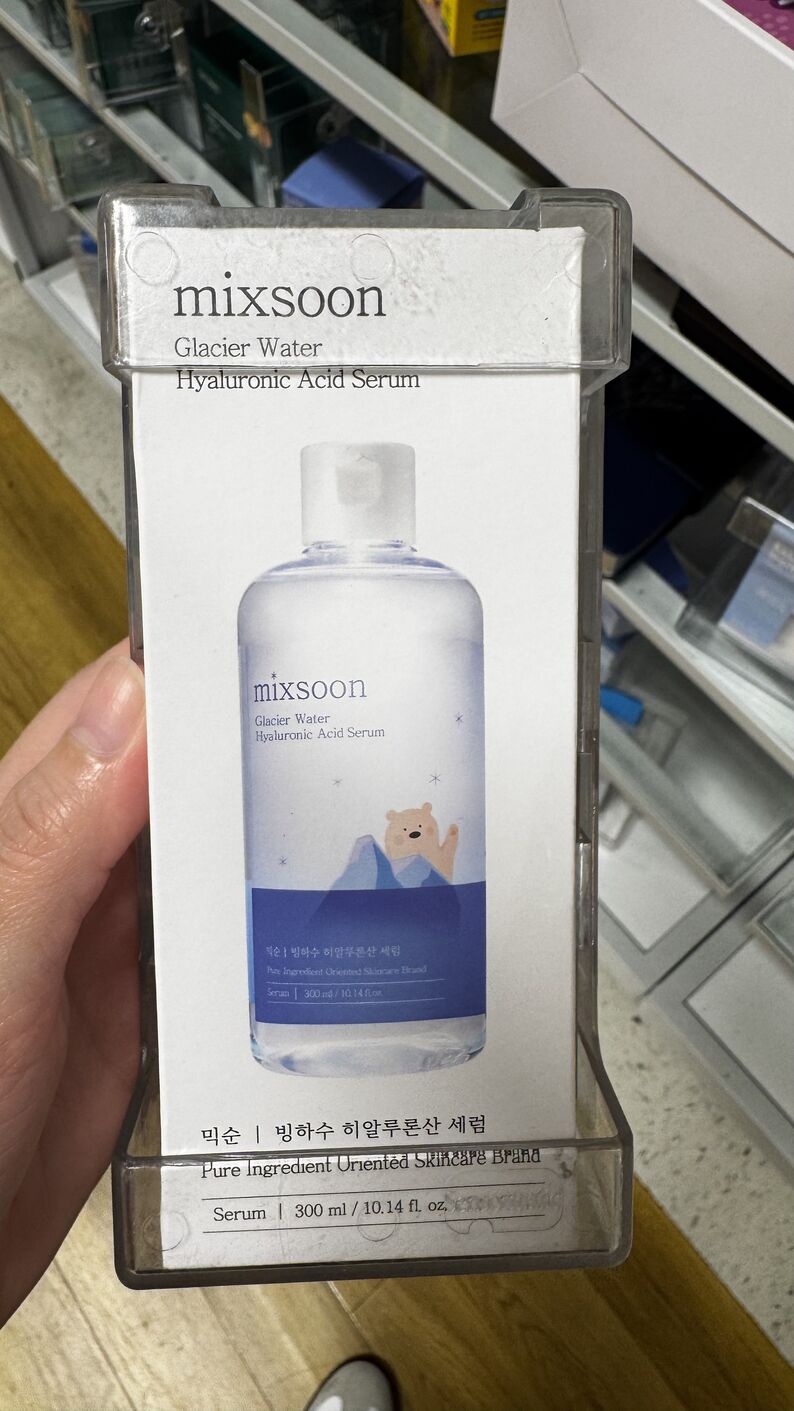 mixsoon
Glacier Water
Hyaluronic Acid Serum
mixsoon
Glacier Water
Hyaluronic Acid Serum
믹순 | 빙하수 히알루론산 세럼
Pure Ingredient Oriented Skincare Brand
Serum | 300 ml / 10.14 fl. oz.
믹순 | 빙하수 히알루론산 세럼
Pure Ingredient Oriented Skincare Brand
Serum | 300 ml / 10.14 fl. oz.